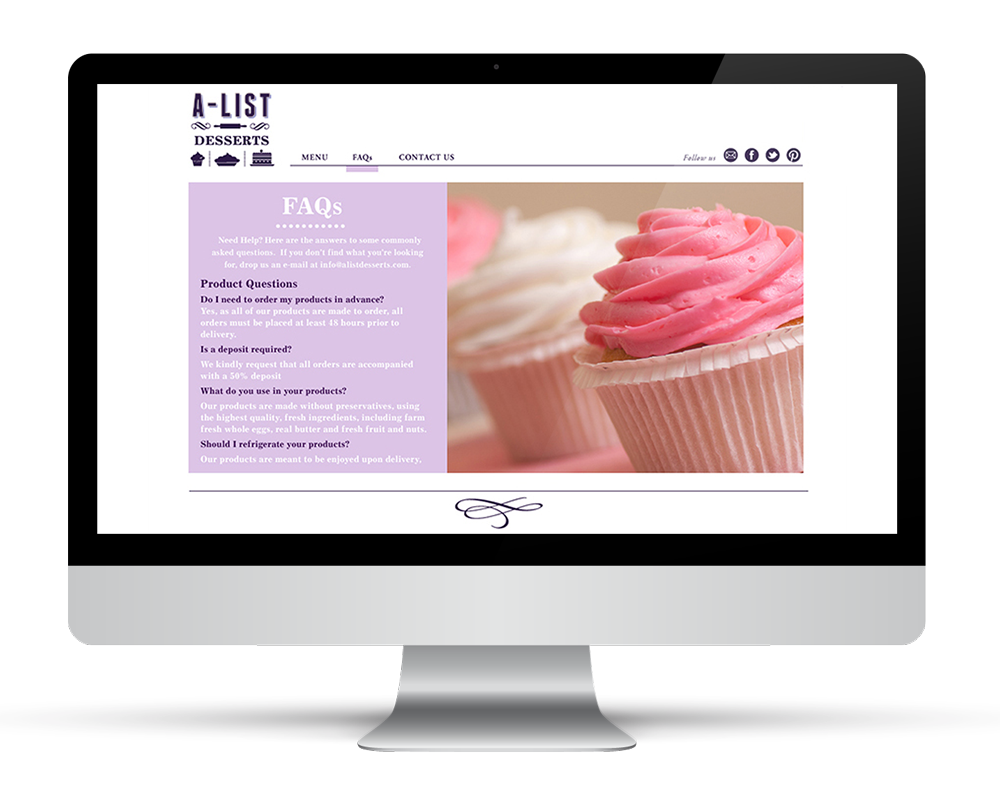 A-LIST
DESSERTS
MENU
FAQs
CONTACT US
Follow us
FAQs
Need Help? Here are the answers to some commonly
asked questions. If you don't find what you're looking
for, drop us an e-mail at info@alistdesserts.com.
Product Questions
Do I need to order my products in advance?
Yes, as all of our products are made to order, all
orders must be placed at least 48 hours prior to
delivery.
Is a deposit required?
We kindly request that all orders are accompanied
with a 50% deposit
What do you use in your products?
Our products are made without preservatives, using
the highest quality, fresh ingredients, including farm
fresh whole eggs, real butter and fresh fruit and nuts.
Should I refrigerate your products?
Our products are meant to be enjoyed upon delivery.